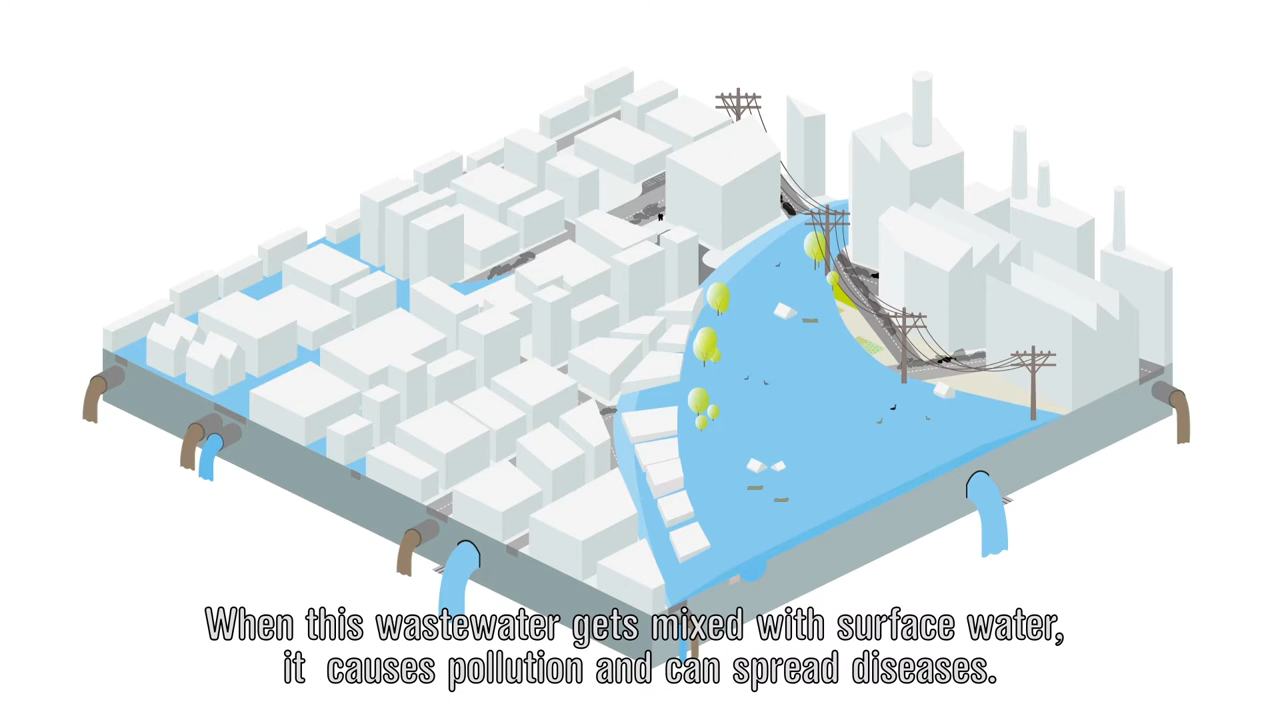 When this wastewater gets mixed with surface water,
it causes pollution and can spread diseases.